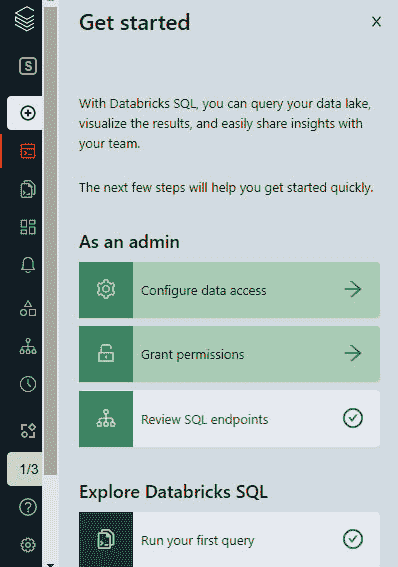 Get started
S
With Databricks SQL, you can query your data lake,
visualize the results, and easily share insights with
your team.
The next few steps will help you get started quickly.
As an admin
Configure data access
Grant permissions
Review SQL endpoints
1/3
Explore Databricks SQL
Run your first query